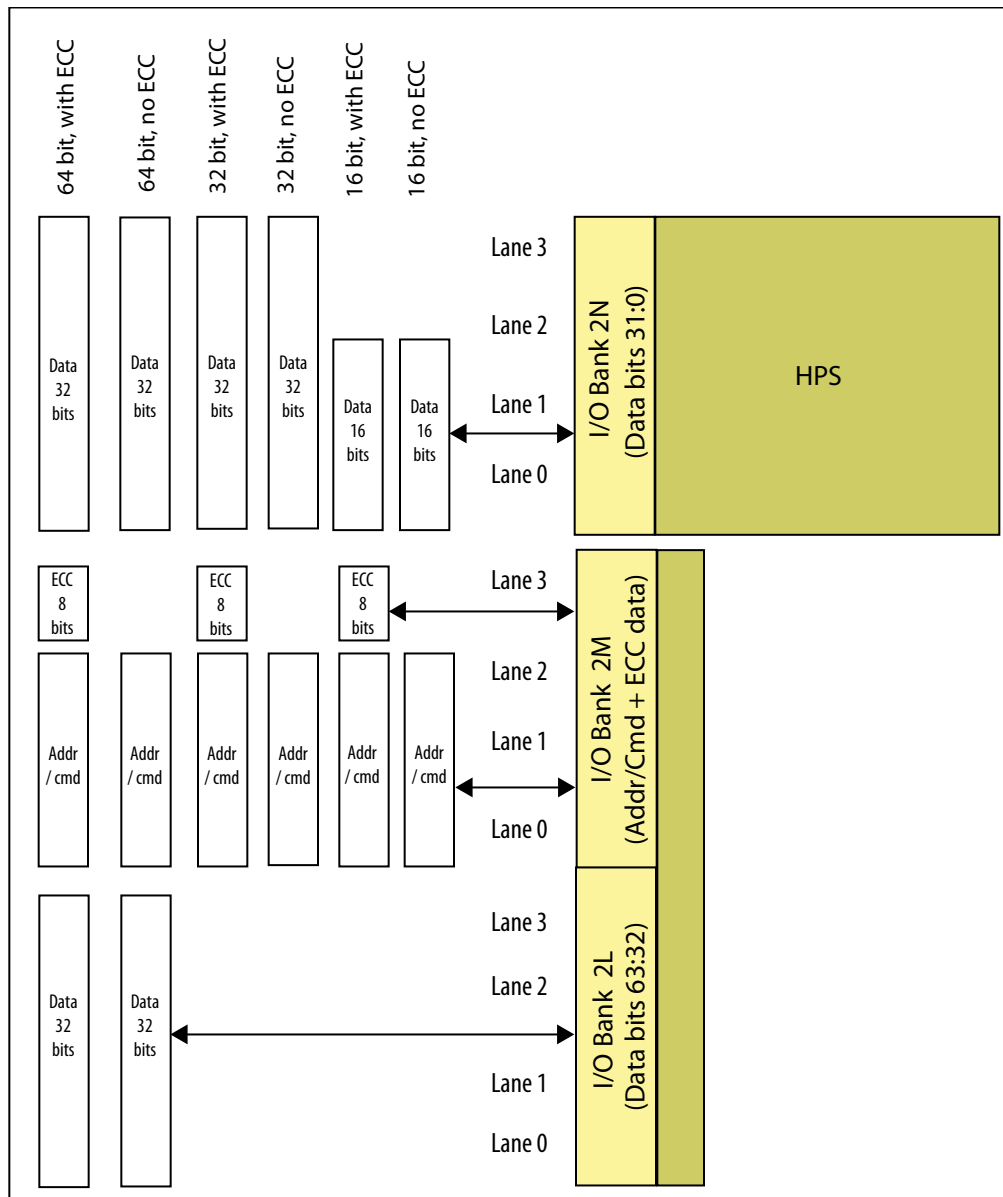 64 bit, with ECC
64 bit, no ECC
32 bit, with ECC
32 bit, no ECC
16 bit, with ECC
16 bit, no ECC
Data
32
bits
Data
32
bits
Data
32
bits
Data
32
bits
Data
16
bits
Data
16
bits
Lane 3
Lane 2
Lane 1
Lane 0
I/O Bank 2N
(Data bits 31:0)
HPS
ECC
8
bits
ECC
8
bits
ECC
8
bits
Addr
/ cmd
Addr
/ cmd
Addr
/ cmd
Addr
/ cmd
Addr
/ cmd
Addr
/ cmd
Lane 3
Lane 2
Lane 1
Lane 0
I/O Bank 2M
(Addr/Cmd + ECC data)
Data
32
bits
Data
32
bits
Lane 3
Lane 2
Lane 1
Lane 0
I/O Bank 2L
(Data bits 63:32)